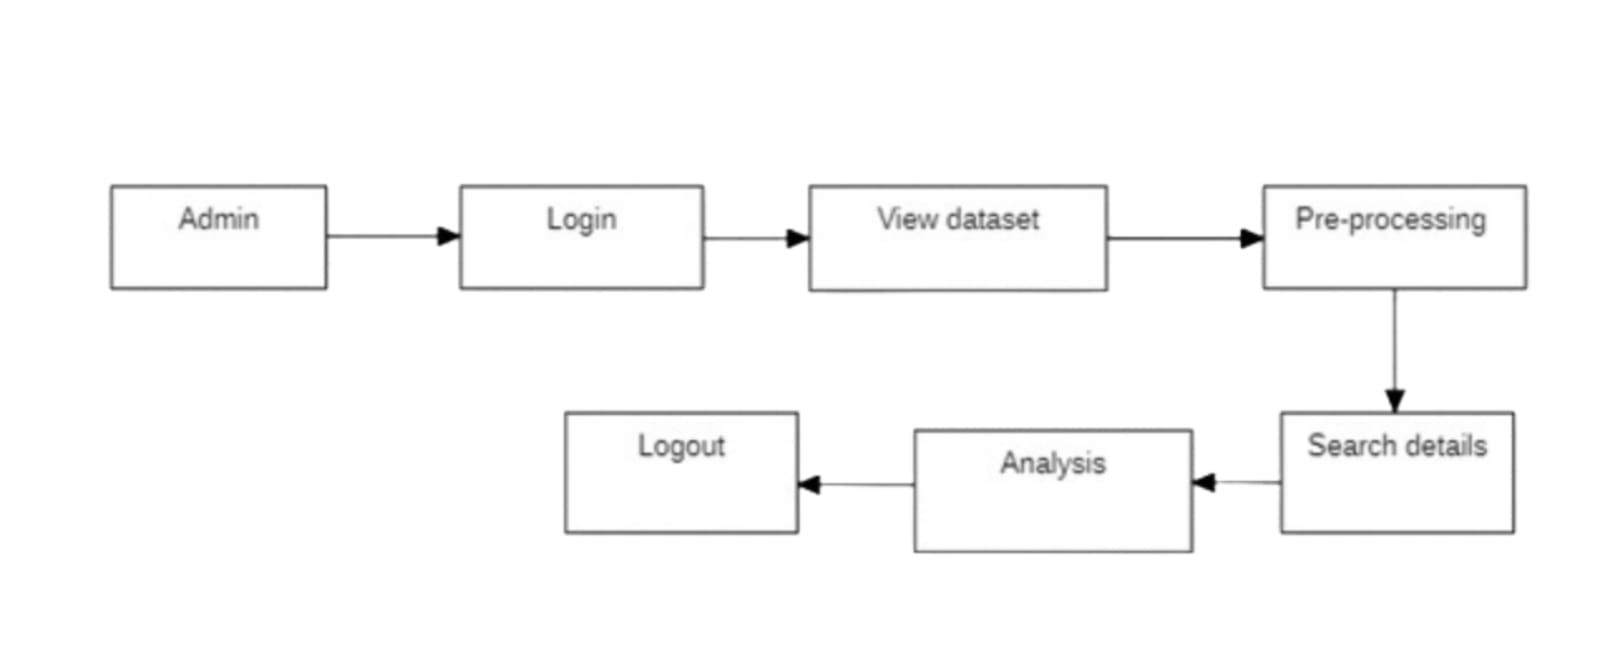 Admin
Login
View dataset
Pre-processing
Search details
Analysis
Logout